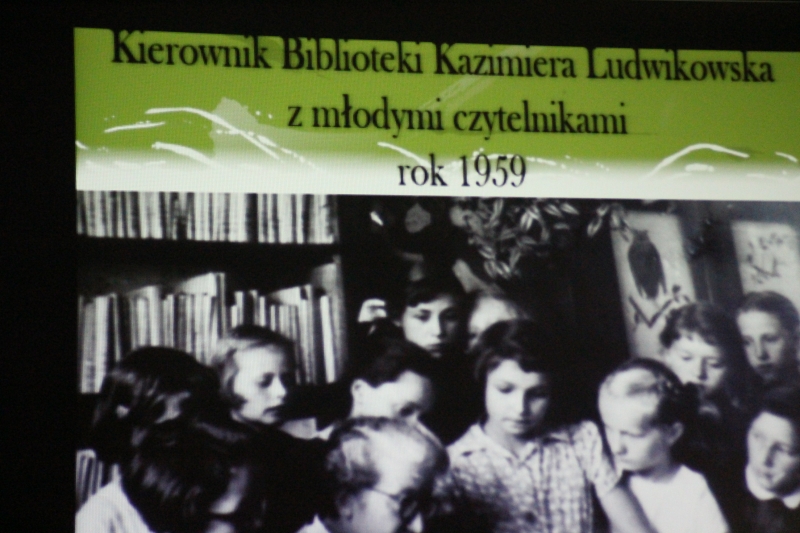 Kierownik Biblioteki Kazimiera Ludwikowska
z młodymi czytelnikami
rok 1959